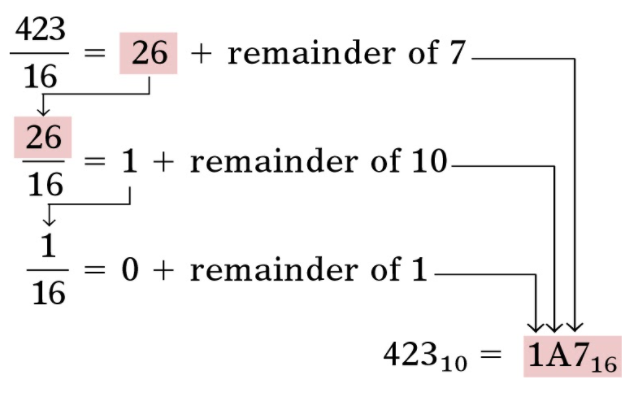 423/16 = 26 + remainder of 7
26/16 = 1 + remainder of 10
1/16 = 0 + remainder of 1
423₁₀ = 1A7₁₆